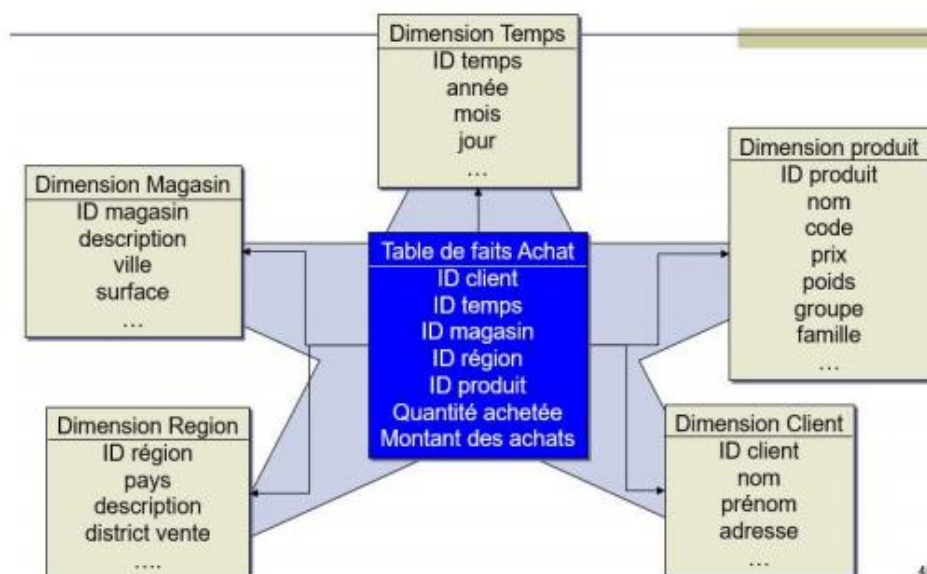 Dimension Temps
ID temps
année
mois
jour
…
Dimension Magasin
ID magasin
description
ville
surface
…
Table de faits Achat
ID client
ID temps
ID magasin
ID région
ID produit
Quantité achetée
Montant des achats
Dimension produit
ID produit
nom
code
prix
poids
groupe
famille
…
Dimension Region
ID région
pays
description
district vente
….
Dimension Client
ID client
nom
prénom
adresse
…